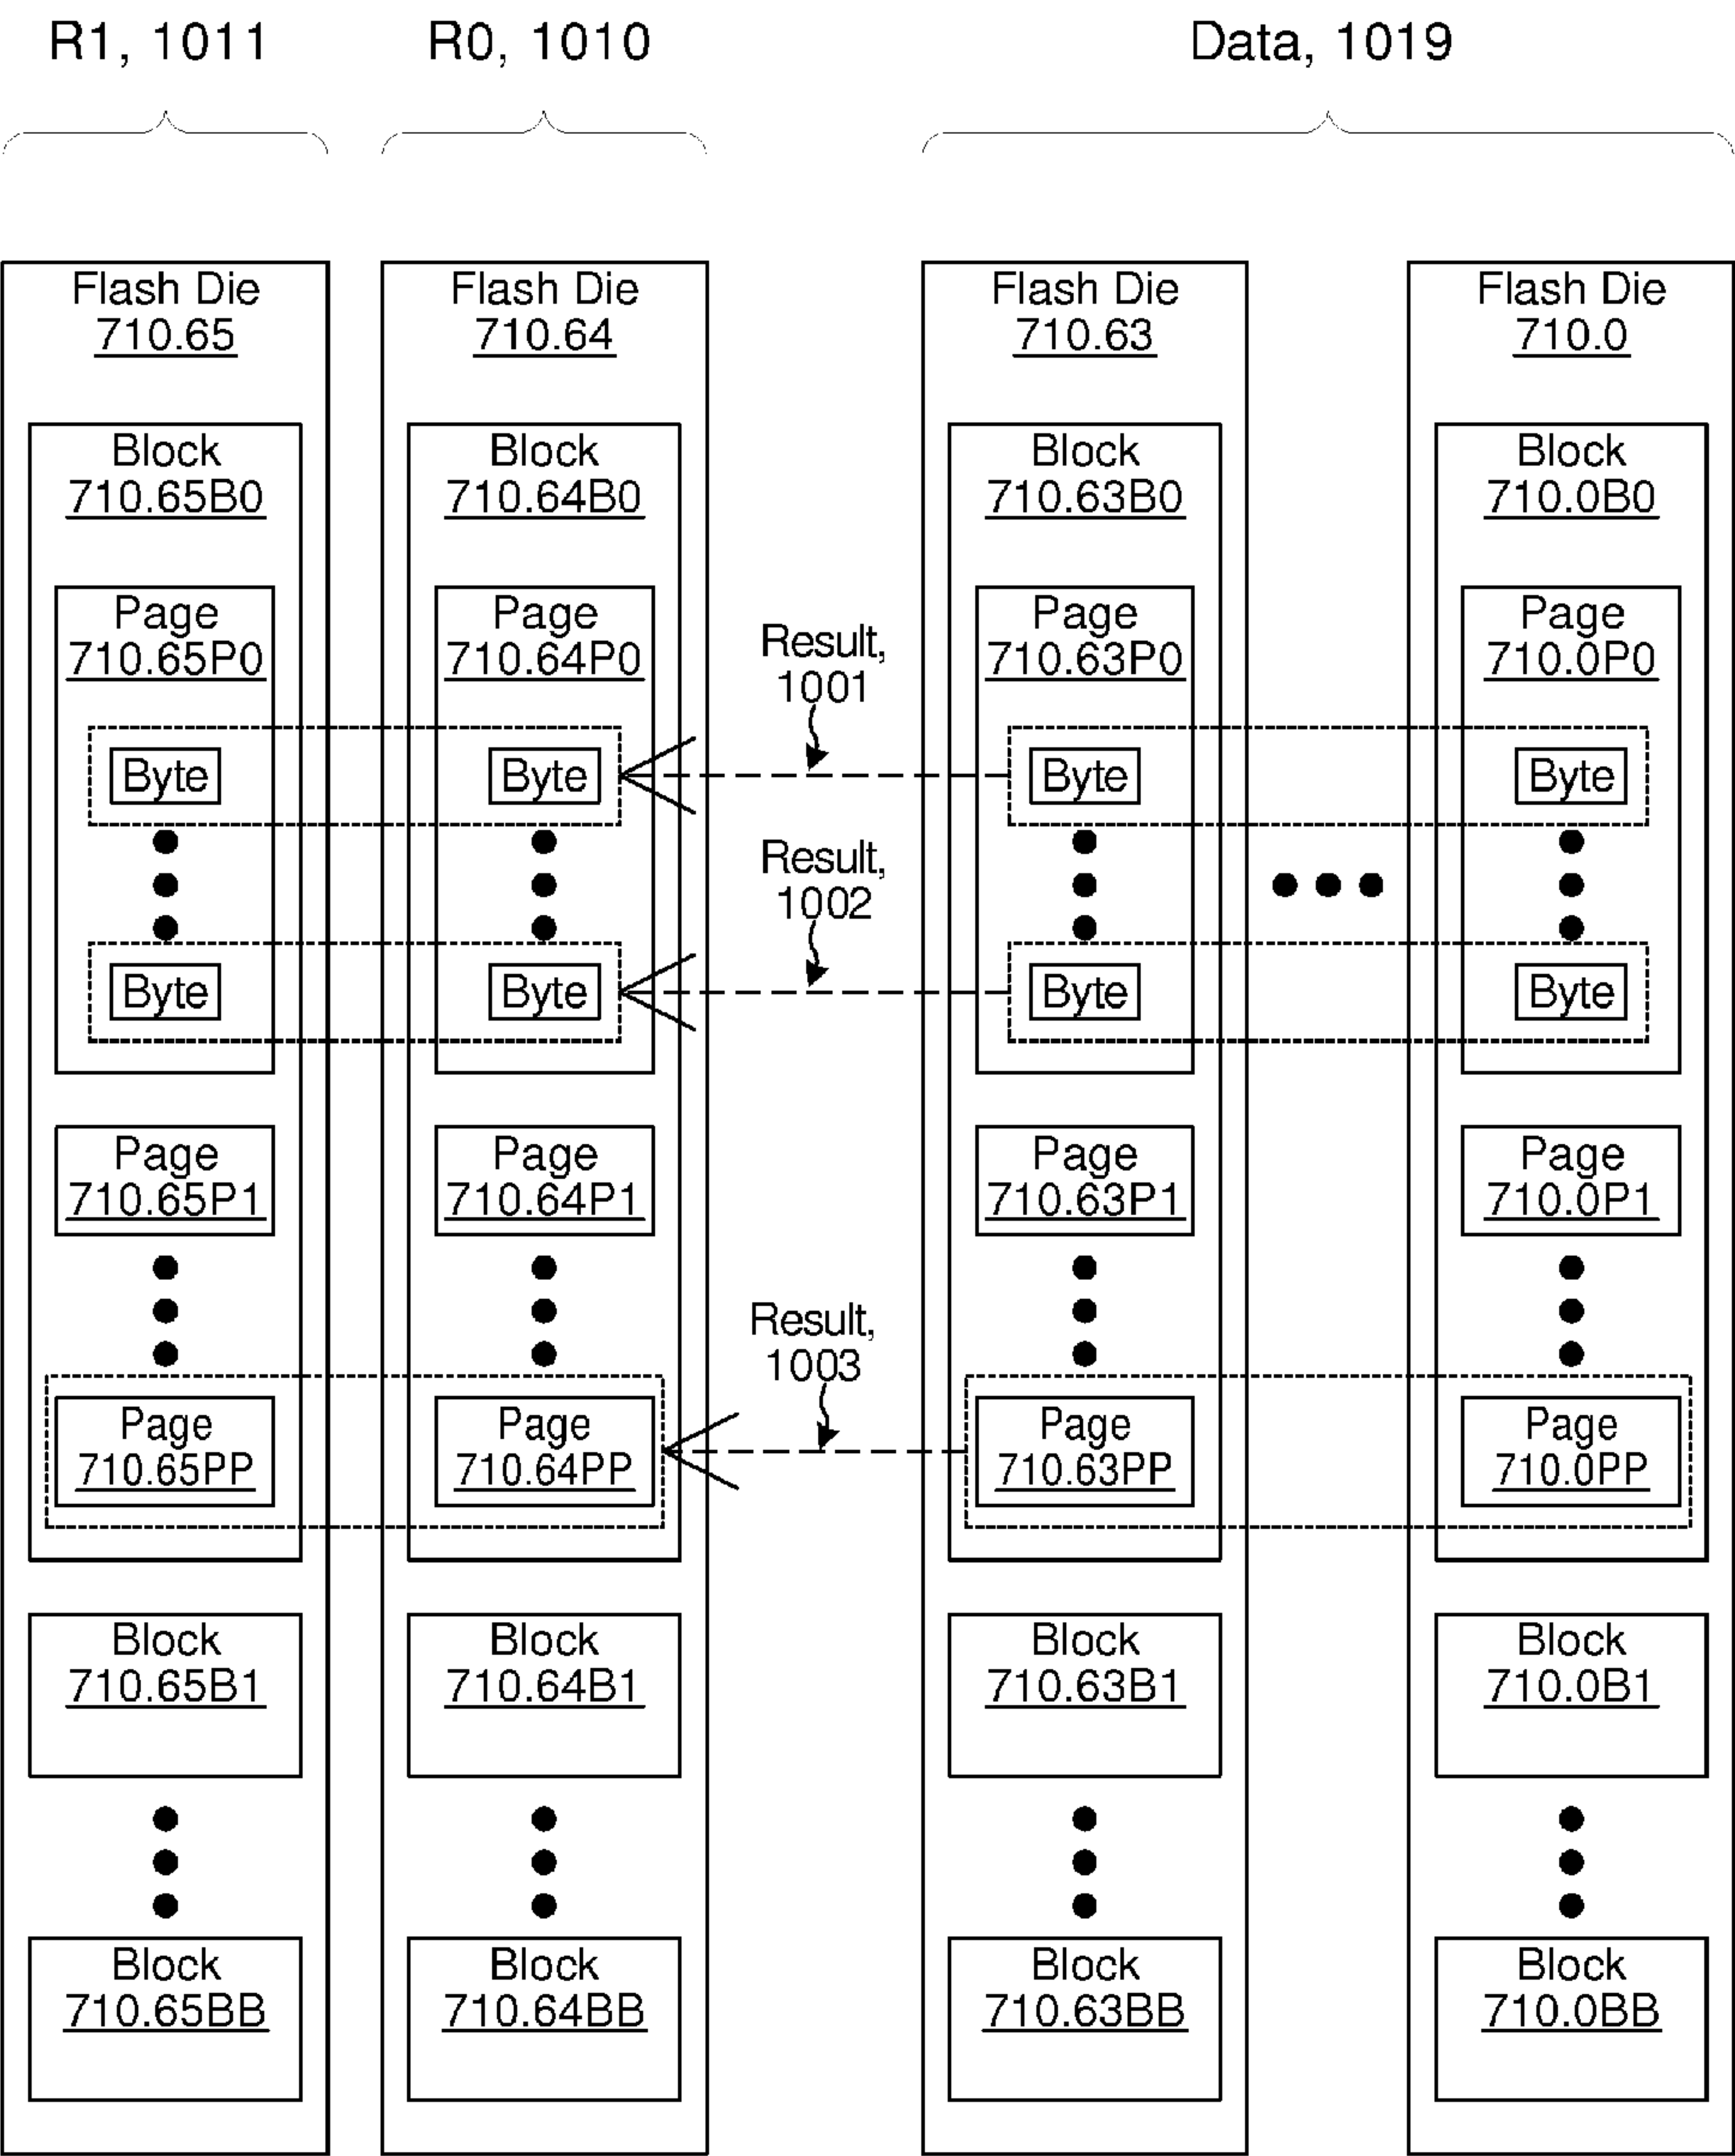 R1, 1011
R0, 1010
Data, 1019
Flash Die
710.65
Flash Die
710.64
Flash Die
710.63
Flash Die
710.0
Block
710.65B0
Block
710.64B0
Block
710.63B0
Block
710.0B0
Page
710.65P0
Page
710.64P0
Result,
1001
Page
710.63P0
Page
710.0P0
Byte
Byte
Byte
Byte
Result,
1002
Byte
Byte
Byte
Byte
Page
710.65P1
Page
710.64P1
Page
710.63P1
Page
710.0P1
Result,
1003
Page
710.65PP
Page
710.64PP
Page
710.63PP
Page
710.0PP
Block
710.65B1
Block
710.64B1
Block
710.63B1
Block
710.0B1
Block
710.65BB
Block
710.64BB
Block
710.63BB
Block
710.0BB